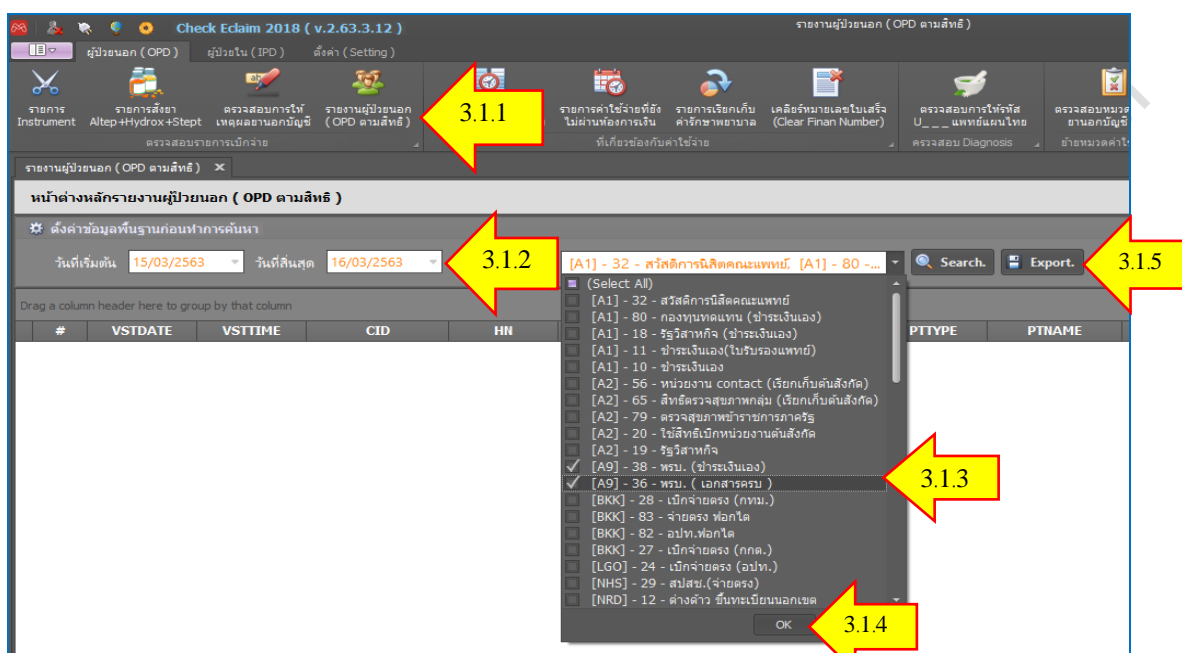 Check Eclaim 2018 ( v.2.63.3.12 )
รายงานผู้ป่วยนอก ( OPD ตามสิทธิ์ )
ผู้ป่วยนอก ( OPD )
ผู้ป่วยใน ( IPD )
ตั้งค่า ( Setting )
รายการ
Instrument
รายการสั่งยา
Altep+Hydrox+Stept
ตรวจสอบการให้
เหตุผลยานอกบัญชี
รายงานผู้ป่วยนอก
( OPD ตามสิทธิ์ )
3.1.1
รายการค่าใช้จ่ายที่ยัง
ไม่ผ่านห้องการเงิน
รายการเรียกเก็บ
ค่ารักษาพยาบาล
เคลียร์หมายเลขใบเสร็จ
(Clear Finan Number)
ตรวจสอบการให้รหัส
U___แพทย์แผนไทย
ตรวจสอบหมวด
ยานอกบัญชี
ตรวจสอบรายการเบิกจ่าย
ที่เกี่ยวข้องกับค่าใช้จ่าย
ตรวจสอบ Diagnosis
รายงานผู้ป่วยนอก ( OPD ตามสิทธิ์ )
หน้าต่างหลักรายงานผู้ป่วยนอก ( OPD ตามสิทธิ์ )
ตั้งค่าข้อมูลพื้นฐานก่อนทำการค้นหา
วันที่เริ่มต้น 15/03/2563 วันที่สิ้นสุด 16/03/2563
3.1.2
[A1] - 32 - สวัสดิการนิสิตคณะแพทย์, [A1] - 80 -...
Search.
Export.
3.1.5
Drag a column header here to group by that column
# VSTDATE VSTTIME CID HN PTTYPE PTNAME
(Select All)
[A1] - 32 - สวัสดิการนิสิตคณะแพทย์
[A1] - 80 - กองทุนทดแทน (ชำระเงินเอง)
[A1] - 18 - รัฐวิสาหกิจ (ชำระเงินเอง)
[A1] - 11 - ชำระเงินเอง(ใบรับรองแพทย์)
[A1] - 10 - ชำระเงินเอง
[A2] - 56 - หน่วยงาน contact (เรียกเก็บต้นสังกัด)
[A2] - 65 - สิทธิตรวจสุขภาพกลุ่ม (เรียกเก็บต้นสังกัด)
[A2] - 79 - ตรวจสุขภาพข้าราชการภาครัฐ
[A2] - 20 - ใช้สิทธิเบิกหน่วยงานต้นสังกัด
[A2] - 19 - รัฐวิสาหกิจ
[A9] - 38 - พรบ. (ชำระเงินเอง)
[A9] - 36 - พรบ. ( เอกสารครบ )
3.1.3
[BKK] - 28 - เบิกจ่ายตรง (กทม.)
[BKK] - 83 - จ่ายตรง ฟอกไต
[BKK] - 82 - อปท.ฟอกไต
[BKK] - 27 - เบิกจ่ายตรง (กกต.)
[LGO] - 24 - เบิกจ่ายตรง (อปท.)
[NHS] - 29 - สปสช.(จ่ายตรง)
[NRD] - 12 - ต่างด้าว ขึ้นทะเบียนนอกเขต
OK
3.1.4